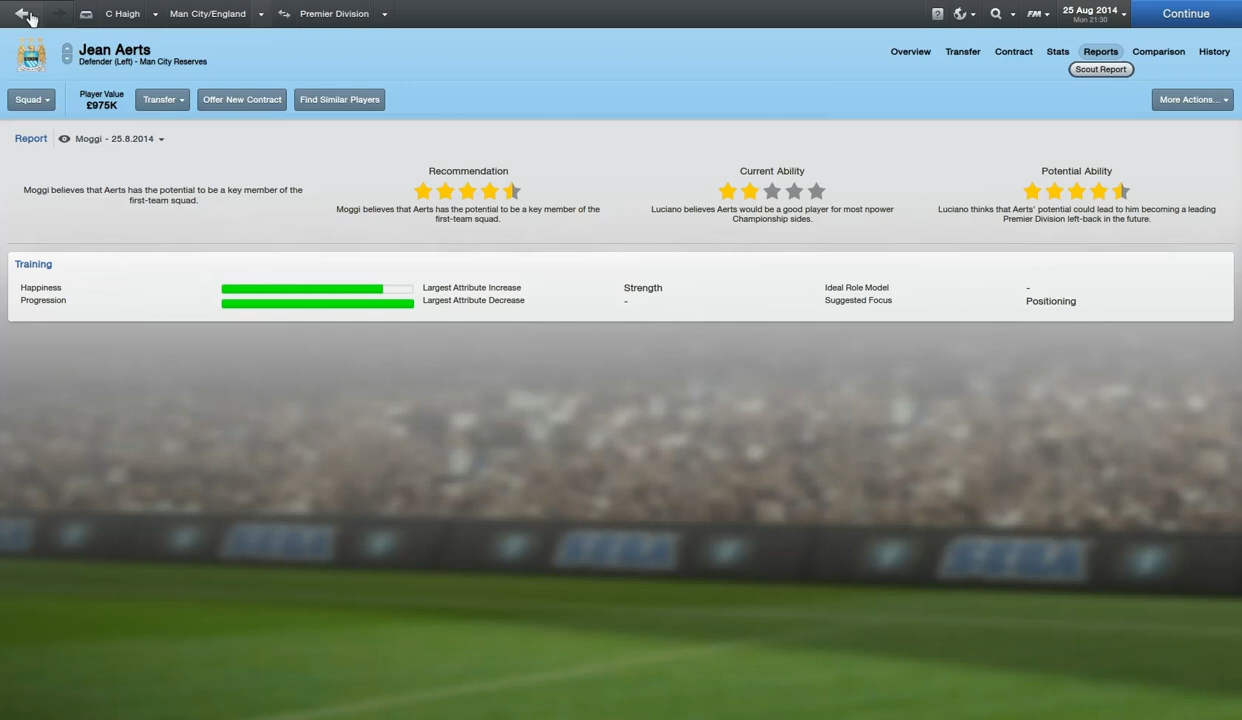 C Haigh
Man City/England
Premier Division
?
FM
25 Aug 2014
Mon 21:30
Continue
Jean Aerts
Defender (Left) - Man City Reserves
Overview
Transfer
Contract
Stats
Reports
Comparison
History
Scout Report
Squad
Player Value
£975K
Transfer
Offer New Contract
Find Similar Players
More Actions...
Report
Moggi - 25.8.2014
Moggi believes that Aerts has the potential to be a key member of the
first-team squad.
Recommendation
Moggi believes that Aerts has the potential to be a key member of the
first-team squad.
Current Ability
Luciano believes Aerts would be a good player for most npower
Championship sides.
Potential Ability
Luciano thinks that Aerts' potential could lead to him becoming a leading
Premier Division left-back in the future.
Training
Happiness
Progression
Largest Attribute Increase
Strength
Largest Attribute Decrease
-
Ideal Role Model
-
Suggested Focus
Positioning
SEGA
SEGA
SEGA